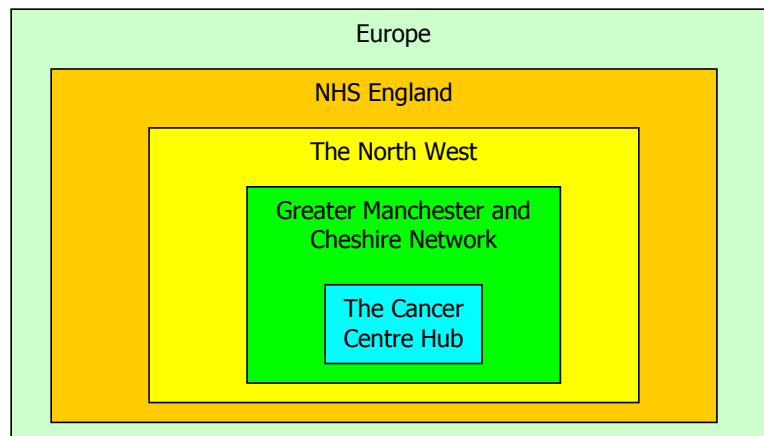 Europe
NHS England
The North West
Greater Manchester and
Cheshire Network
The Cancer
Centre Hub